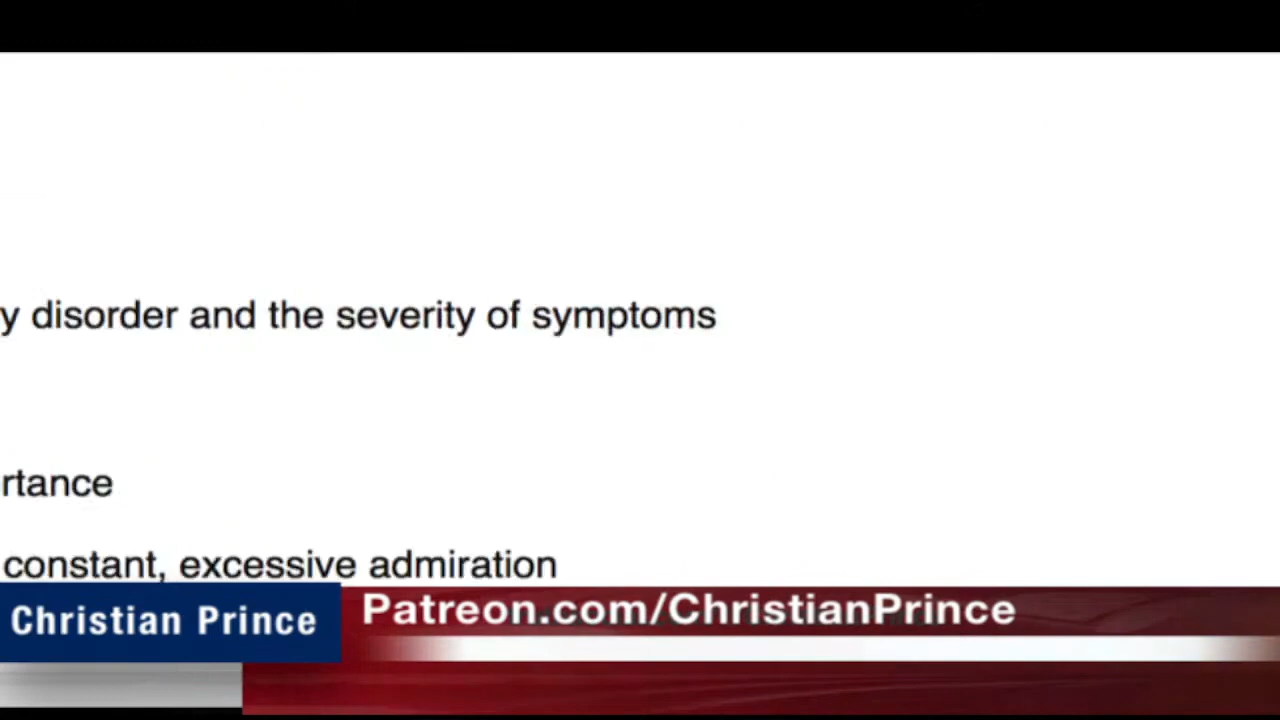 y disorder and the severity of symptoms
rtance
constant, excessive admiration
Christian Prince
Patreon.com/ChristianPrince